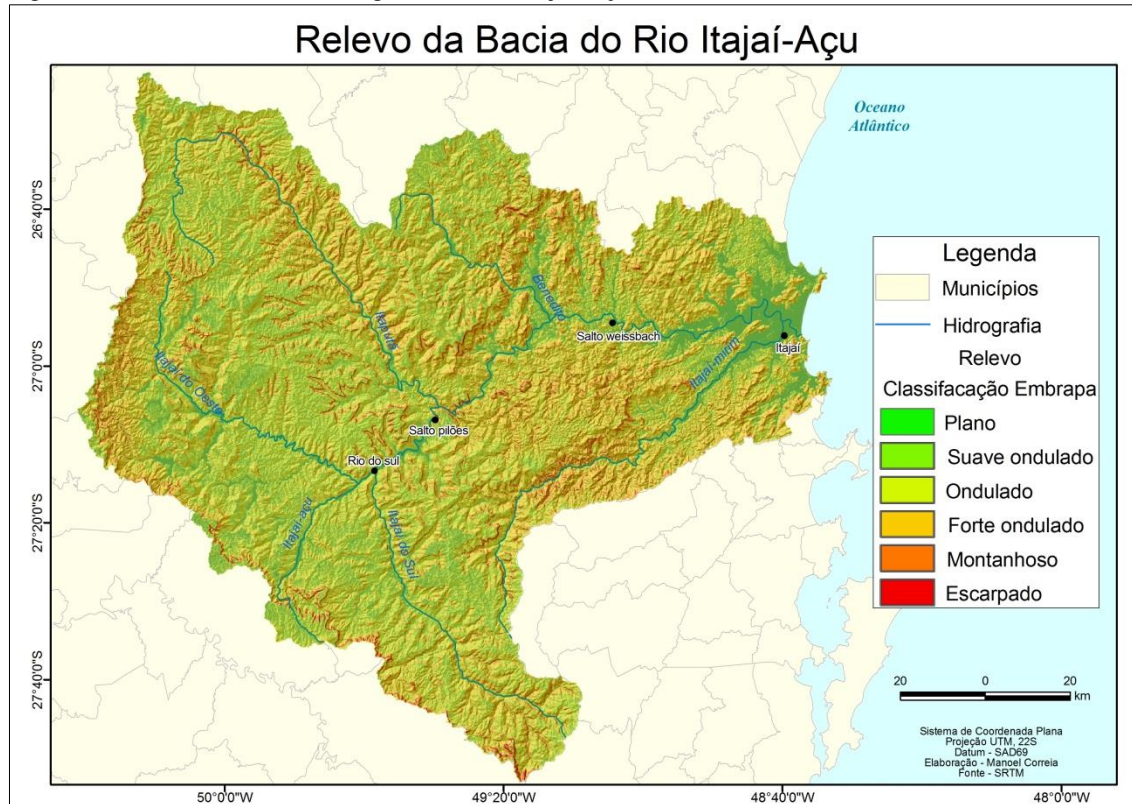 Relevo da Bacia do Rio Itajaí-Açu
Oceano
Atlântico
26°40'0"S
27°0'0"S
27°20'0"S
27°40'0"S
Benedito
Salto weissbach
Itajaí
Itajaí-mirim
Itajaí do Oeste
Salto pilões
Rio do sul
Itajaí-açu
Itajaí do Sul
Legenda
Municípios
Hidrografia
Relevo
Classifacação Embrapa
Plano
Suave ondulado
Ondulado
Forte ondulado
Montanhoso
Escarpado
20 0 20
km
Sistema de Coordenada Plana
Projeção UTM, 22S
Datum - SAD69
Elaboração - Manoel Correia
Fonte - SRTM
50°0'0"W 49°20'0"W 48°40'0"W 48°0'0"W